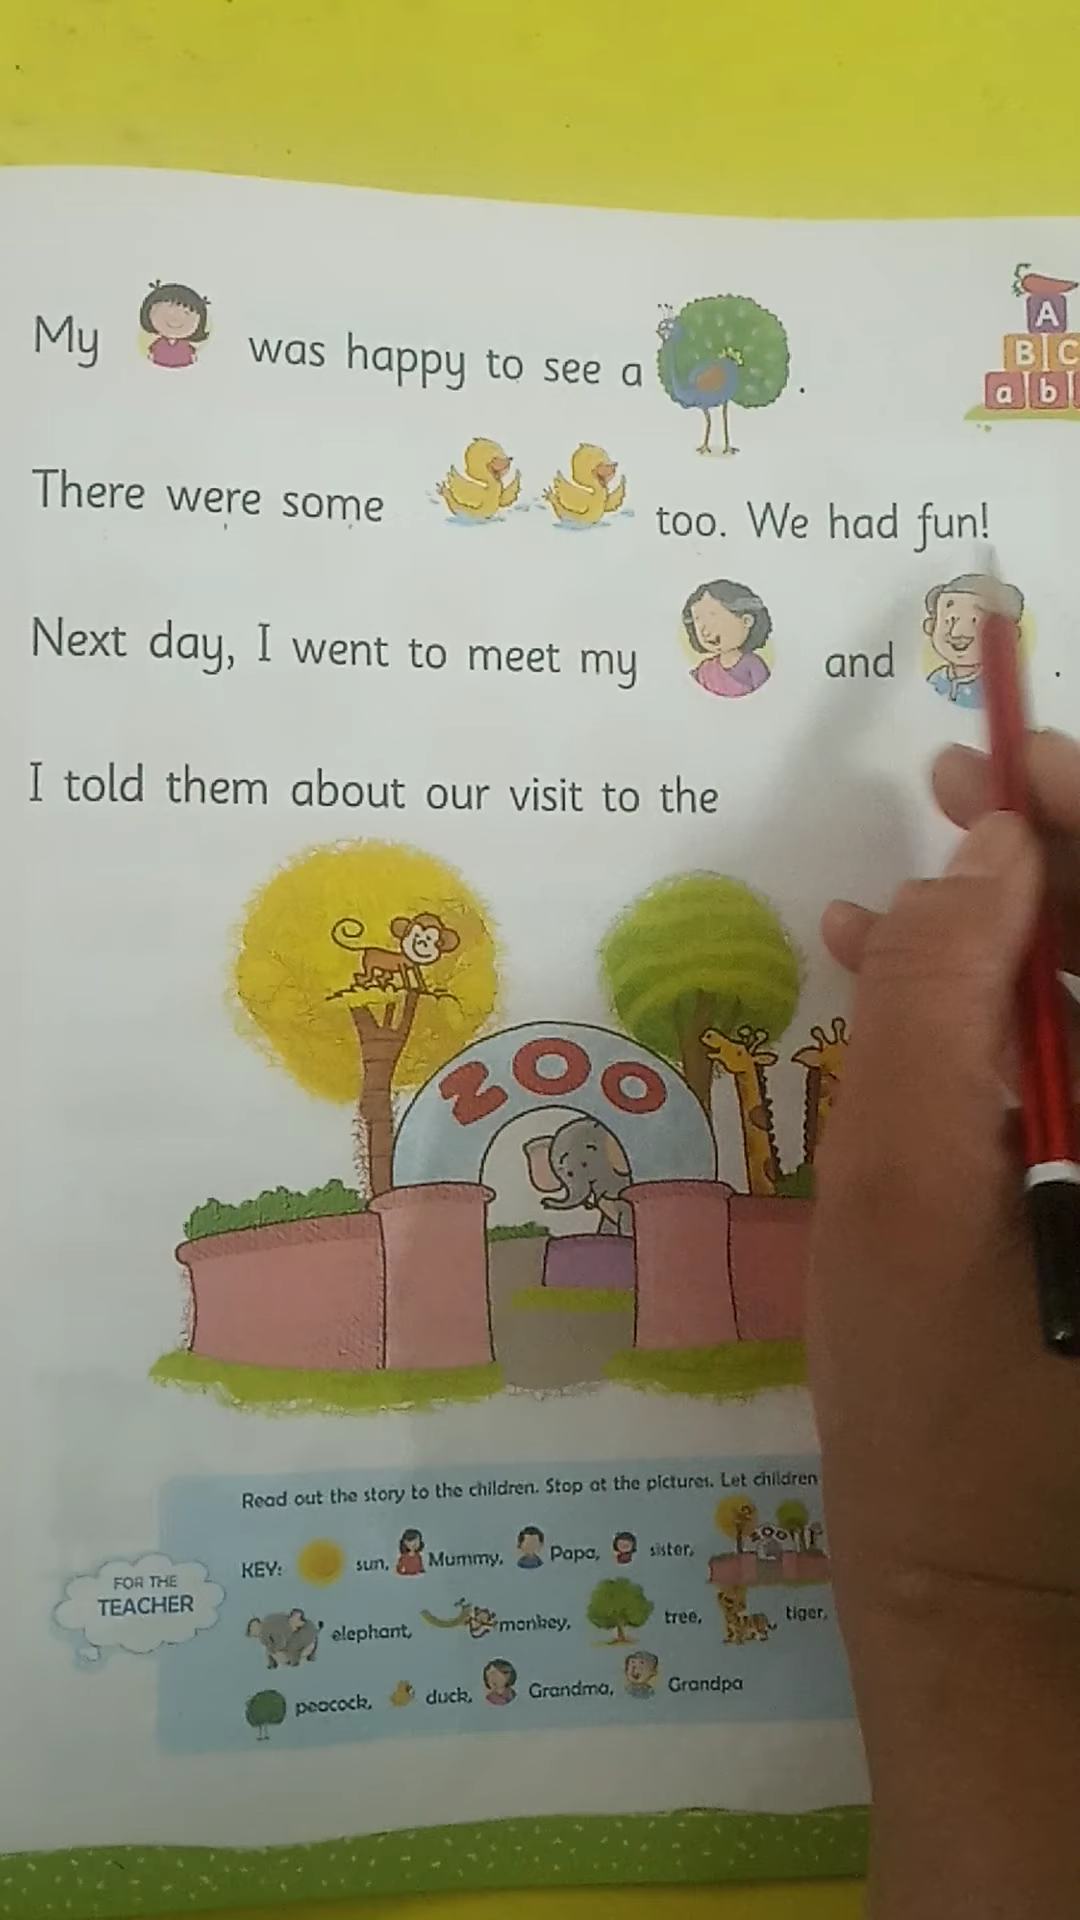 My was happy to see a .
A
B C
a b
There were some too. We had fun!
Next day, I went to meet my and .
I told them about our visit to the
ZOO
Read out the story to the children. Stop at the pictures. Let children
KEY: sun, Mummy, Papa, sister,
ZOO
FOR THE
TEACHER
elephant, monkey, tree, tiger,
peacock, duck, Grandma, Grandpa